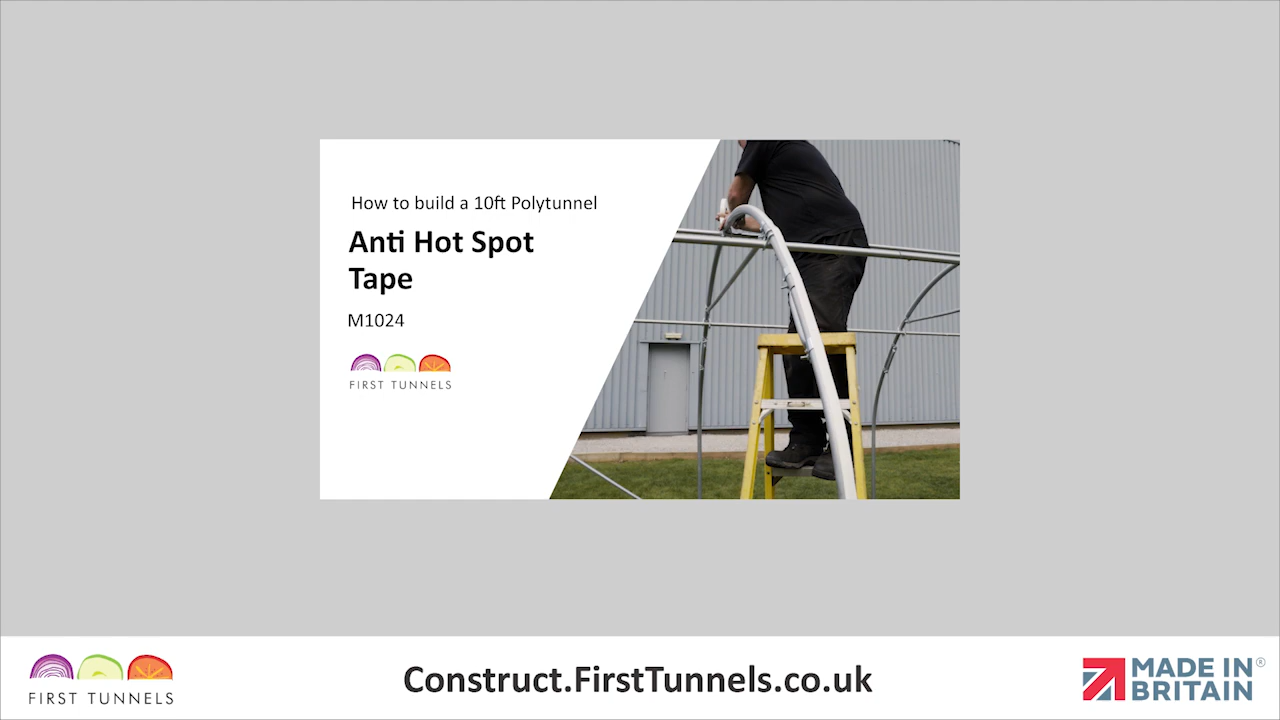 How to build a 10ft Polytunnel
Anti Hot Spot
Tape
M1024
FIRST TUNNELS
FIRST TUNNELS
Construct.FirstTunnels.co.uk
MADE IN®
BRITAIN